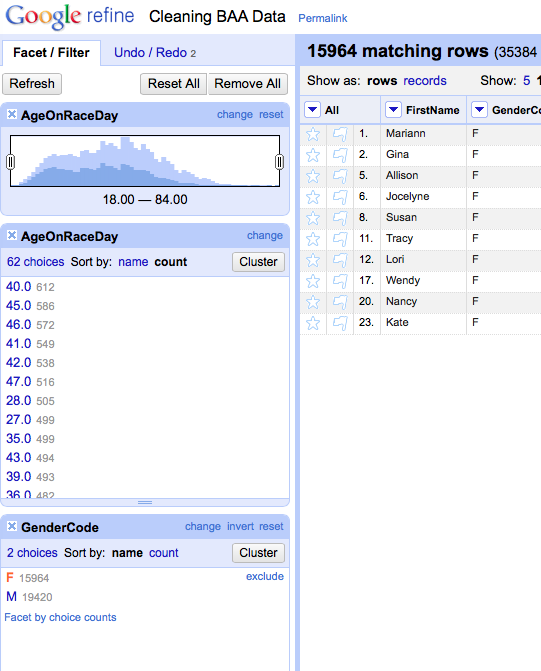 Google refine Cleaning BAA Data Permalink
Facet / Filter Undo / Redo 2
Refresh Reset All Remove All
AgeOnRaceDay change reset
18.00 — 84.00
AgeOnRaceDay change
62 choices Sort by: name count Cluster
40.0 612
45.0 586
46.0 572
41.0 549
42.0 538
47.0 516
28.0 505
27.0 499
35.0 499
43.0 494
39.0 493
36.0 482
GenderCode change invert reset
2 choices Sort by: name count Cluster
F 15964 exclude
M 19420
Facet by choice counts
15964 matching rows (35384
Show as: rows records Show: 5 1
All FirstName GenderCo
1. Mariann F
2. Gina F
5. Allison F
6. Jocelyne F
8. Susan F
11. Tracy F
12. Lori F
17. Wendy F
20. Nancy F
23. Kate F